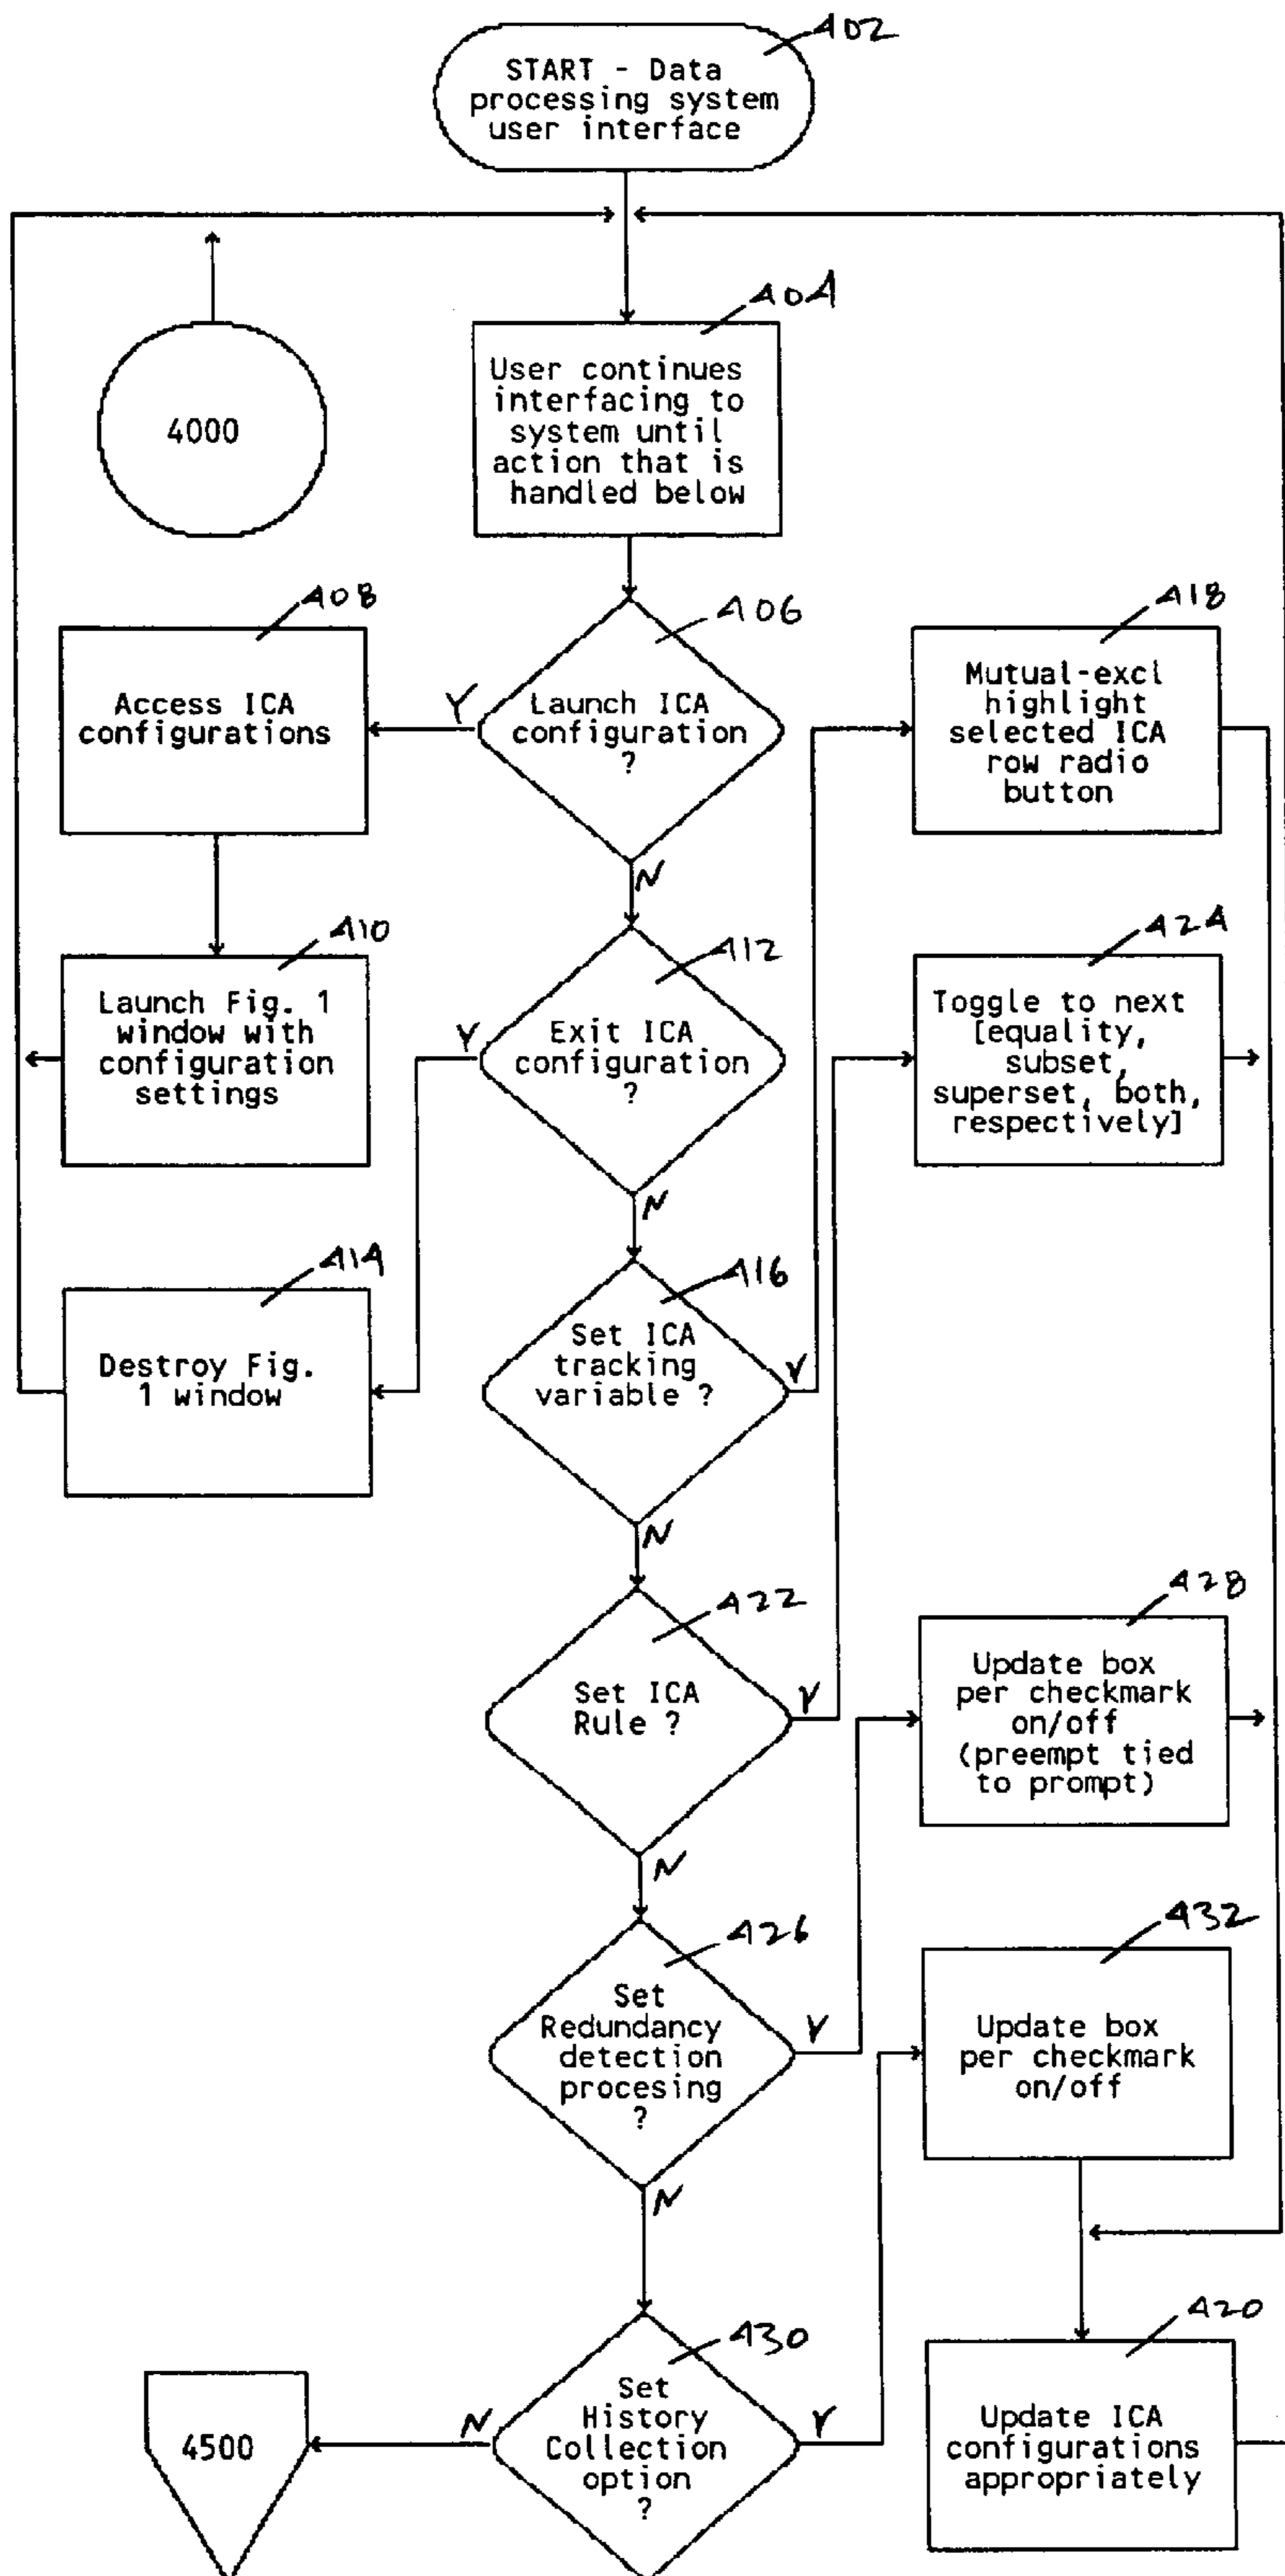 402
START - Data
processing system
user interface
404
User continues
interfacing to
system until
action that is
handled below
4000
408
Access ICA
configurations
406
Y
Launch ICA
configuration
?
N
418
Mutual-excl
highlight
selected ICA
row radio
button
410
Launch Fig. 1
window with
configuration
settings
412
Y
Exit ICA
configuration
?
N
424
Toggle to next
[equality,
subset,
superset, both,
respectively]
414
Destroy Fig.
1 window
416
Set ICA
tracking
variable ?
Y
N
422
Set ICA
Rule ?
Y
N
428
Update box
per checkmark
on/off
(preempt tied
to prompt)
426
Set
Redundancy
detection
procesing
?
Y
N
432
Update box
per checkmark
on/off
430
Set
History
Collection
option
?
N
Y
4500
420
Update ICA
configurations
appropriately